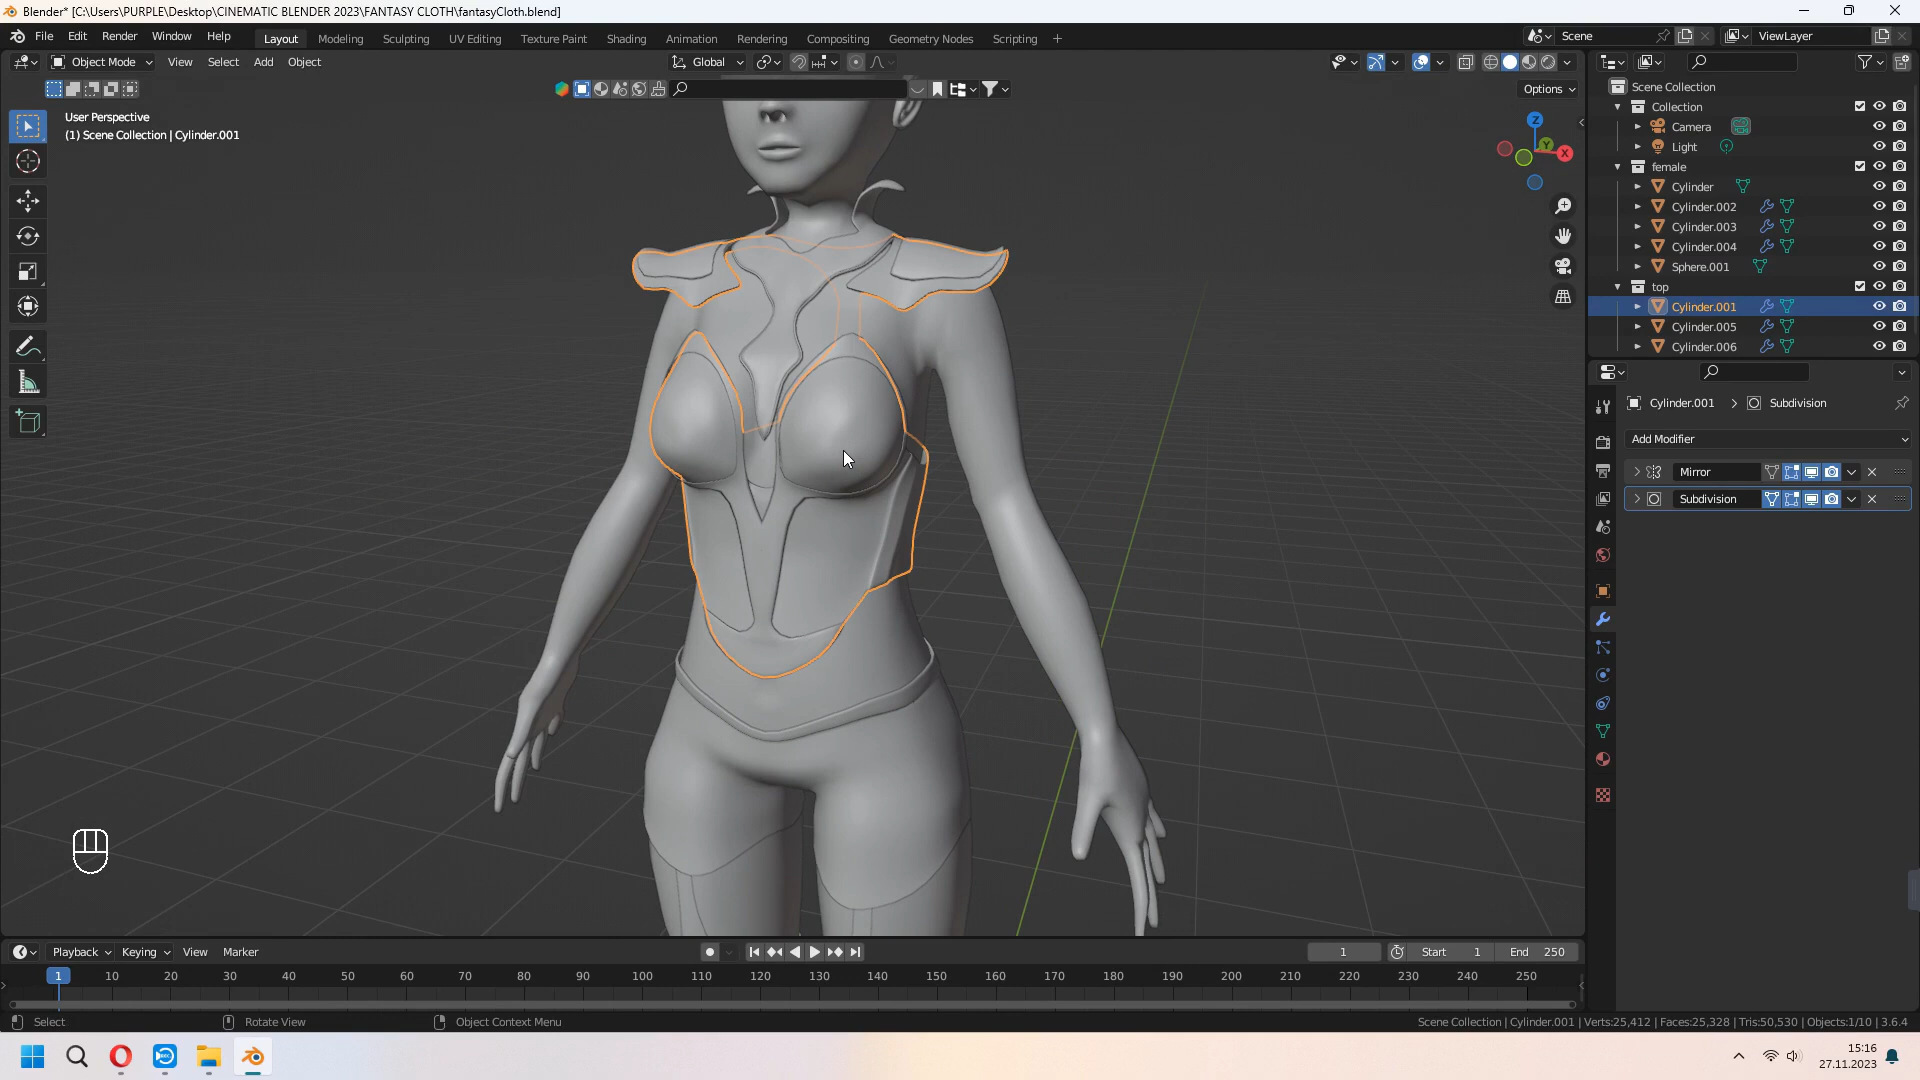 Blender* [C:\Users\PURPLE\Desktop\CINEMATIC BLENDER 2023\FANTASY CLOTH\fantasyCloth.blend]
File Edit Render Window Help Layout Modeling Sculpting UV Editing Texture Paint Shading Animation Rendering Compositing Geometry Nodes Scripting + Scene ViewLayer
Object Mode View Select Add Object Global
Options
User Perspective
(1) Scene Collection | Cylinder.001
Z
Y
X
Scene Collection
Collection
Camera
Light
female
Cylinder
Cylinder.002
Cylinder.003
Cylinder.004
Sphere.001
top
Cylinder.001
Cylinder.005
Cylinder.006
Cylinder.001 > Subdivision
Add Modifier
Mirror
Subdivision
Playback Keying View Marker 1 Start 1 End 250
1 10 20 30 40 50 60 70 80 90 100 110 120 130 140 150 160 170 180 190 200 210 220 230 240 250
Select Rotate View Object Context Menu Scene Collection | Cylinder.001 | Verts:25,412 | Faces:25,328 | Tris:50,530 | Objects:1/10 | 3.6.4
15:16
27.11.2023